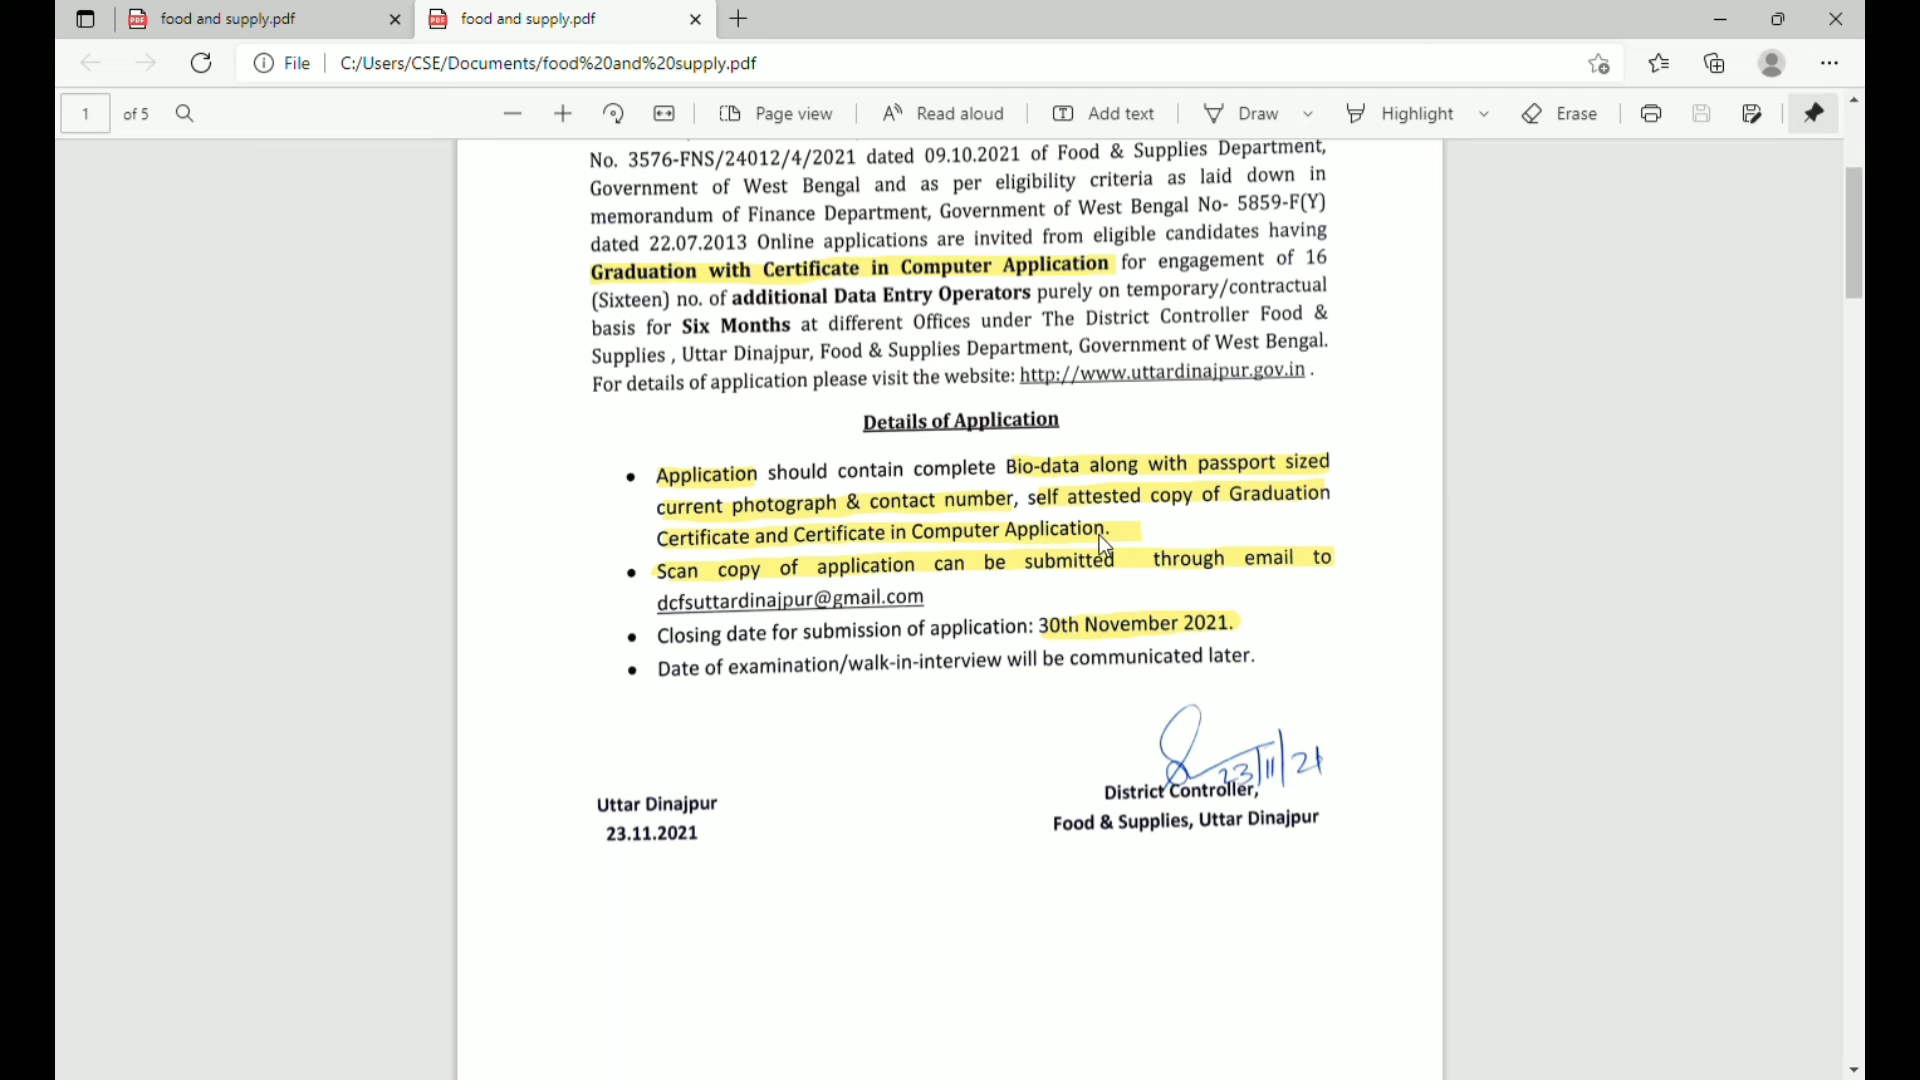 food and supply.pdf
food and supply.pdf
File
C:/Users/CSE/Documents/food%20and%20supply.pdf
1 of 5
Page view
Read aloud
Add text
Draw
Highlight
Erase
No. 3576-FNS/24012/4/2021 dated 09.10.2021 of Food & Supplies Department,
Government of West Bengal and as per eligibility criteria as laid down in
memorandum of Finance Department, Government of West Bengal No- 5859-F(Y)
dated 22.07.2013 Online applications are invited from eligible candidates having
Graduation with Certificate in Computer Application for engagement of 16
(Sixteen) no. of additional Data Entry Operators purely on temporary/contractual
basis for Six Months at different Offices under The District Controller Food &
Supplies , Uttar Dinajpur, Food & Supplies Department, Government of West Bengal.
For details of application please visit the website: http://www.uttardinajpur.gov.in .
Details of Application
• Application should contain complete Bio-data along with passport sized
current photograph & contact number, self attested copy of Graduation
Certificate and Certificate in Computer Application.
• Scan copy of application can be submitted through email to
dcfsuttardinajpur@gmail.com
• Closing date for submission of application: 30th November 2021.
• Date of examination/walk-in-interview will be communicated later.
23/11/21
District Controller,
Food & Supplies, Uttar Dinajpur
Uttar Dinajpur
23.11.2021